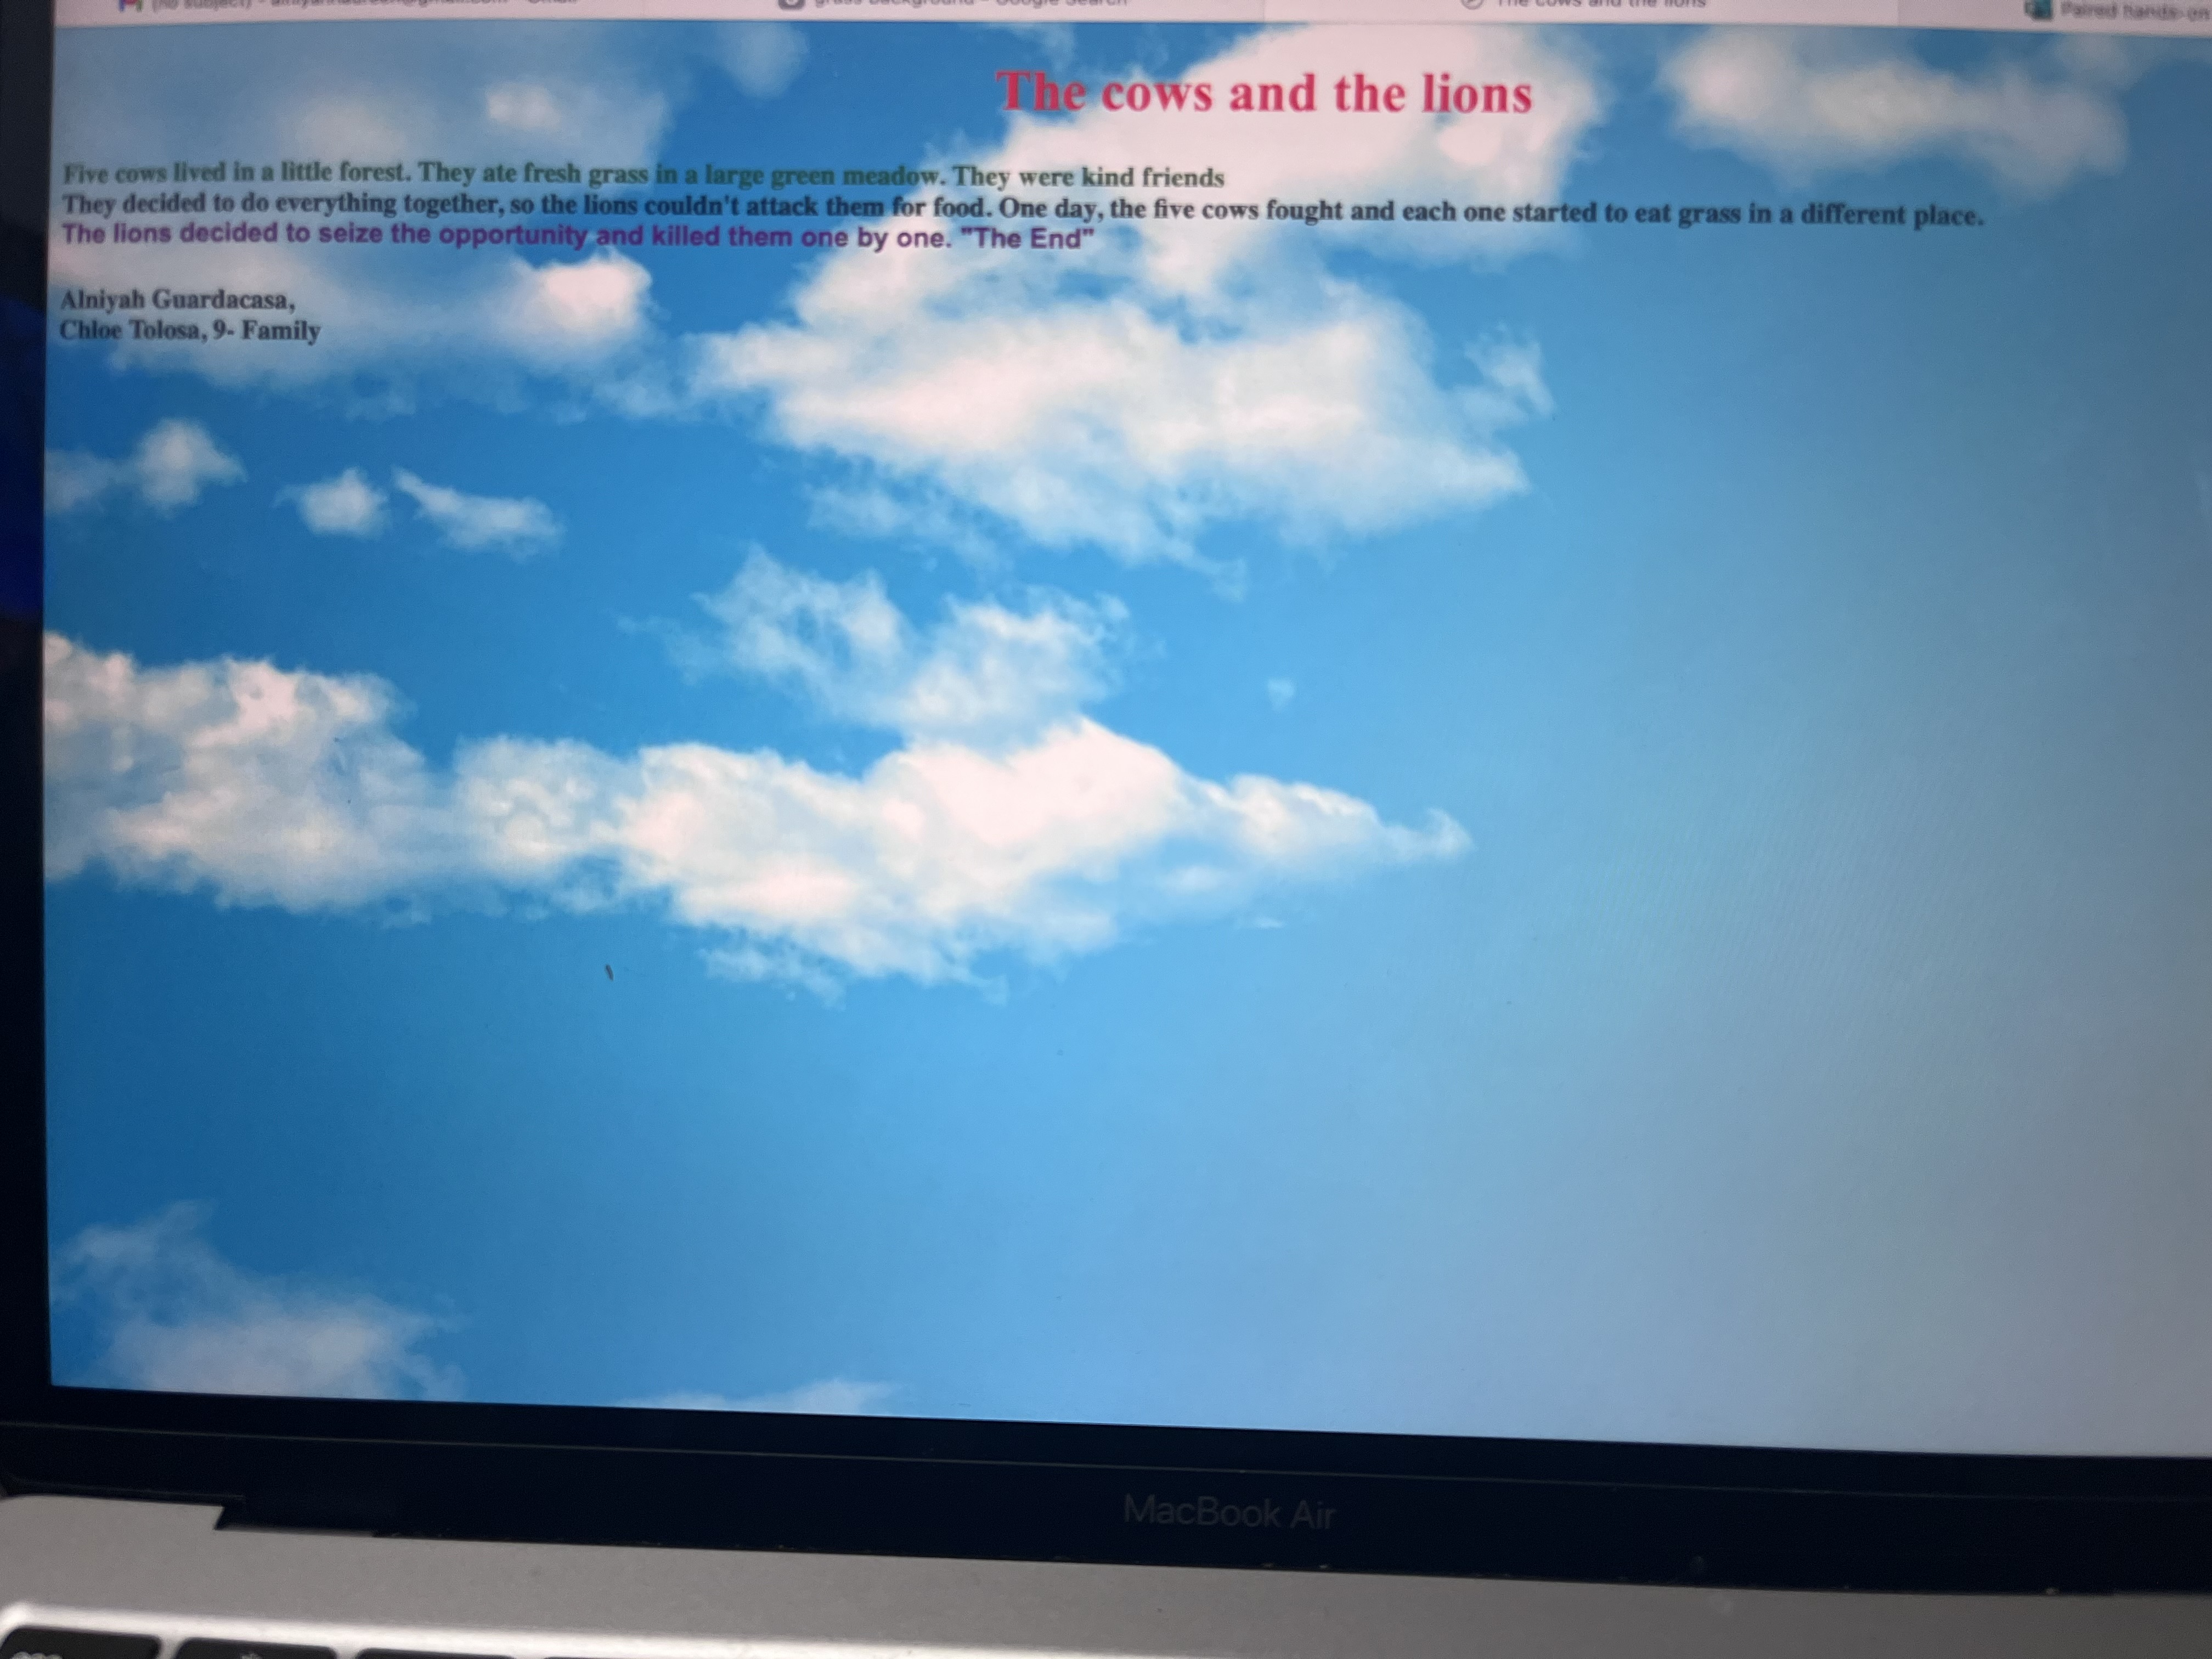 (no subject)
grass background - Google Search
The cows and the lions
Paired hands-on
The cows and the lions
Five cows lived in a little forest. They ate fresh grass in a large green meadow. They were kind friends
They decided to do everything together, so the lions couldn't attack them for food. One day, the five cows fought and each one started to eat grass in a different place.
The lions decided to seize the opportunity and killed them one by one. "The End"
Alniyah Guardacasa,
Chloe Tolosa, 9- Family
MacBook Air